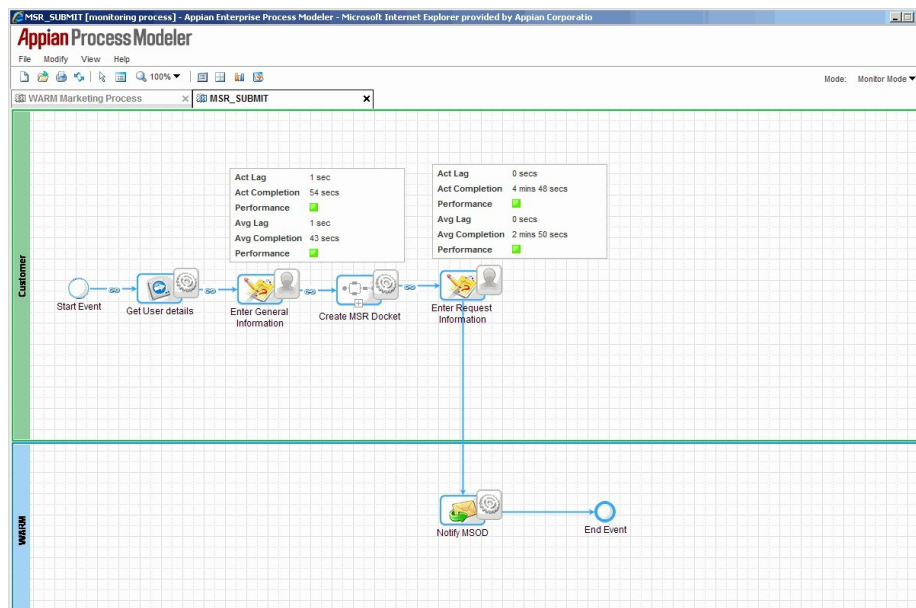 MSR_SUBMIT [monitoring process] - Appian Enterprise Process Modeler - Microsoft Internet Explorer provided by Appian Corporatio
Appian Process Modeler
File Modify View Help
100%
Mode: Monitor Mode
WARM Marketing Process x MSR_SUBMIT x
Act Lag 1 sec
Act Completion 54 secs
Performance
Avg Lag 1 sec
Avg Completion 43 secs
Performance
Act Lag 0 secs
Act Completion 4 mins 48 secs
Performance
Avg Lag 0 secs
Avg Completion 2 mins 50 secs
Performance
Customer
Start Event
Get User details
Enter General
Information
Create MSR Docket
Enter Request
Information
WARM
Notify MSOD
End Event